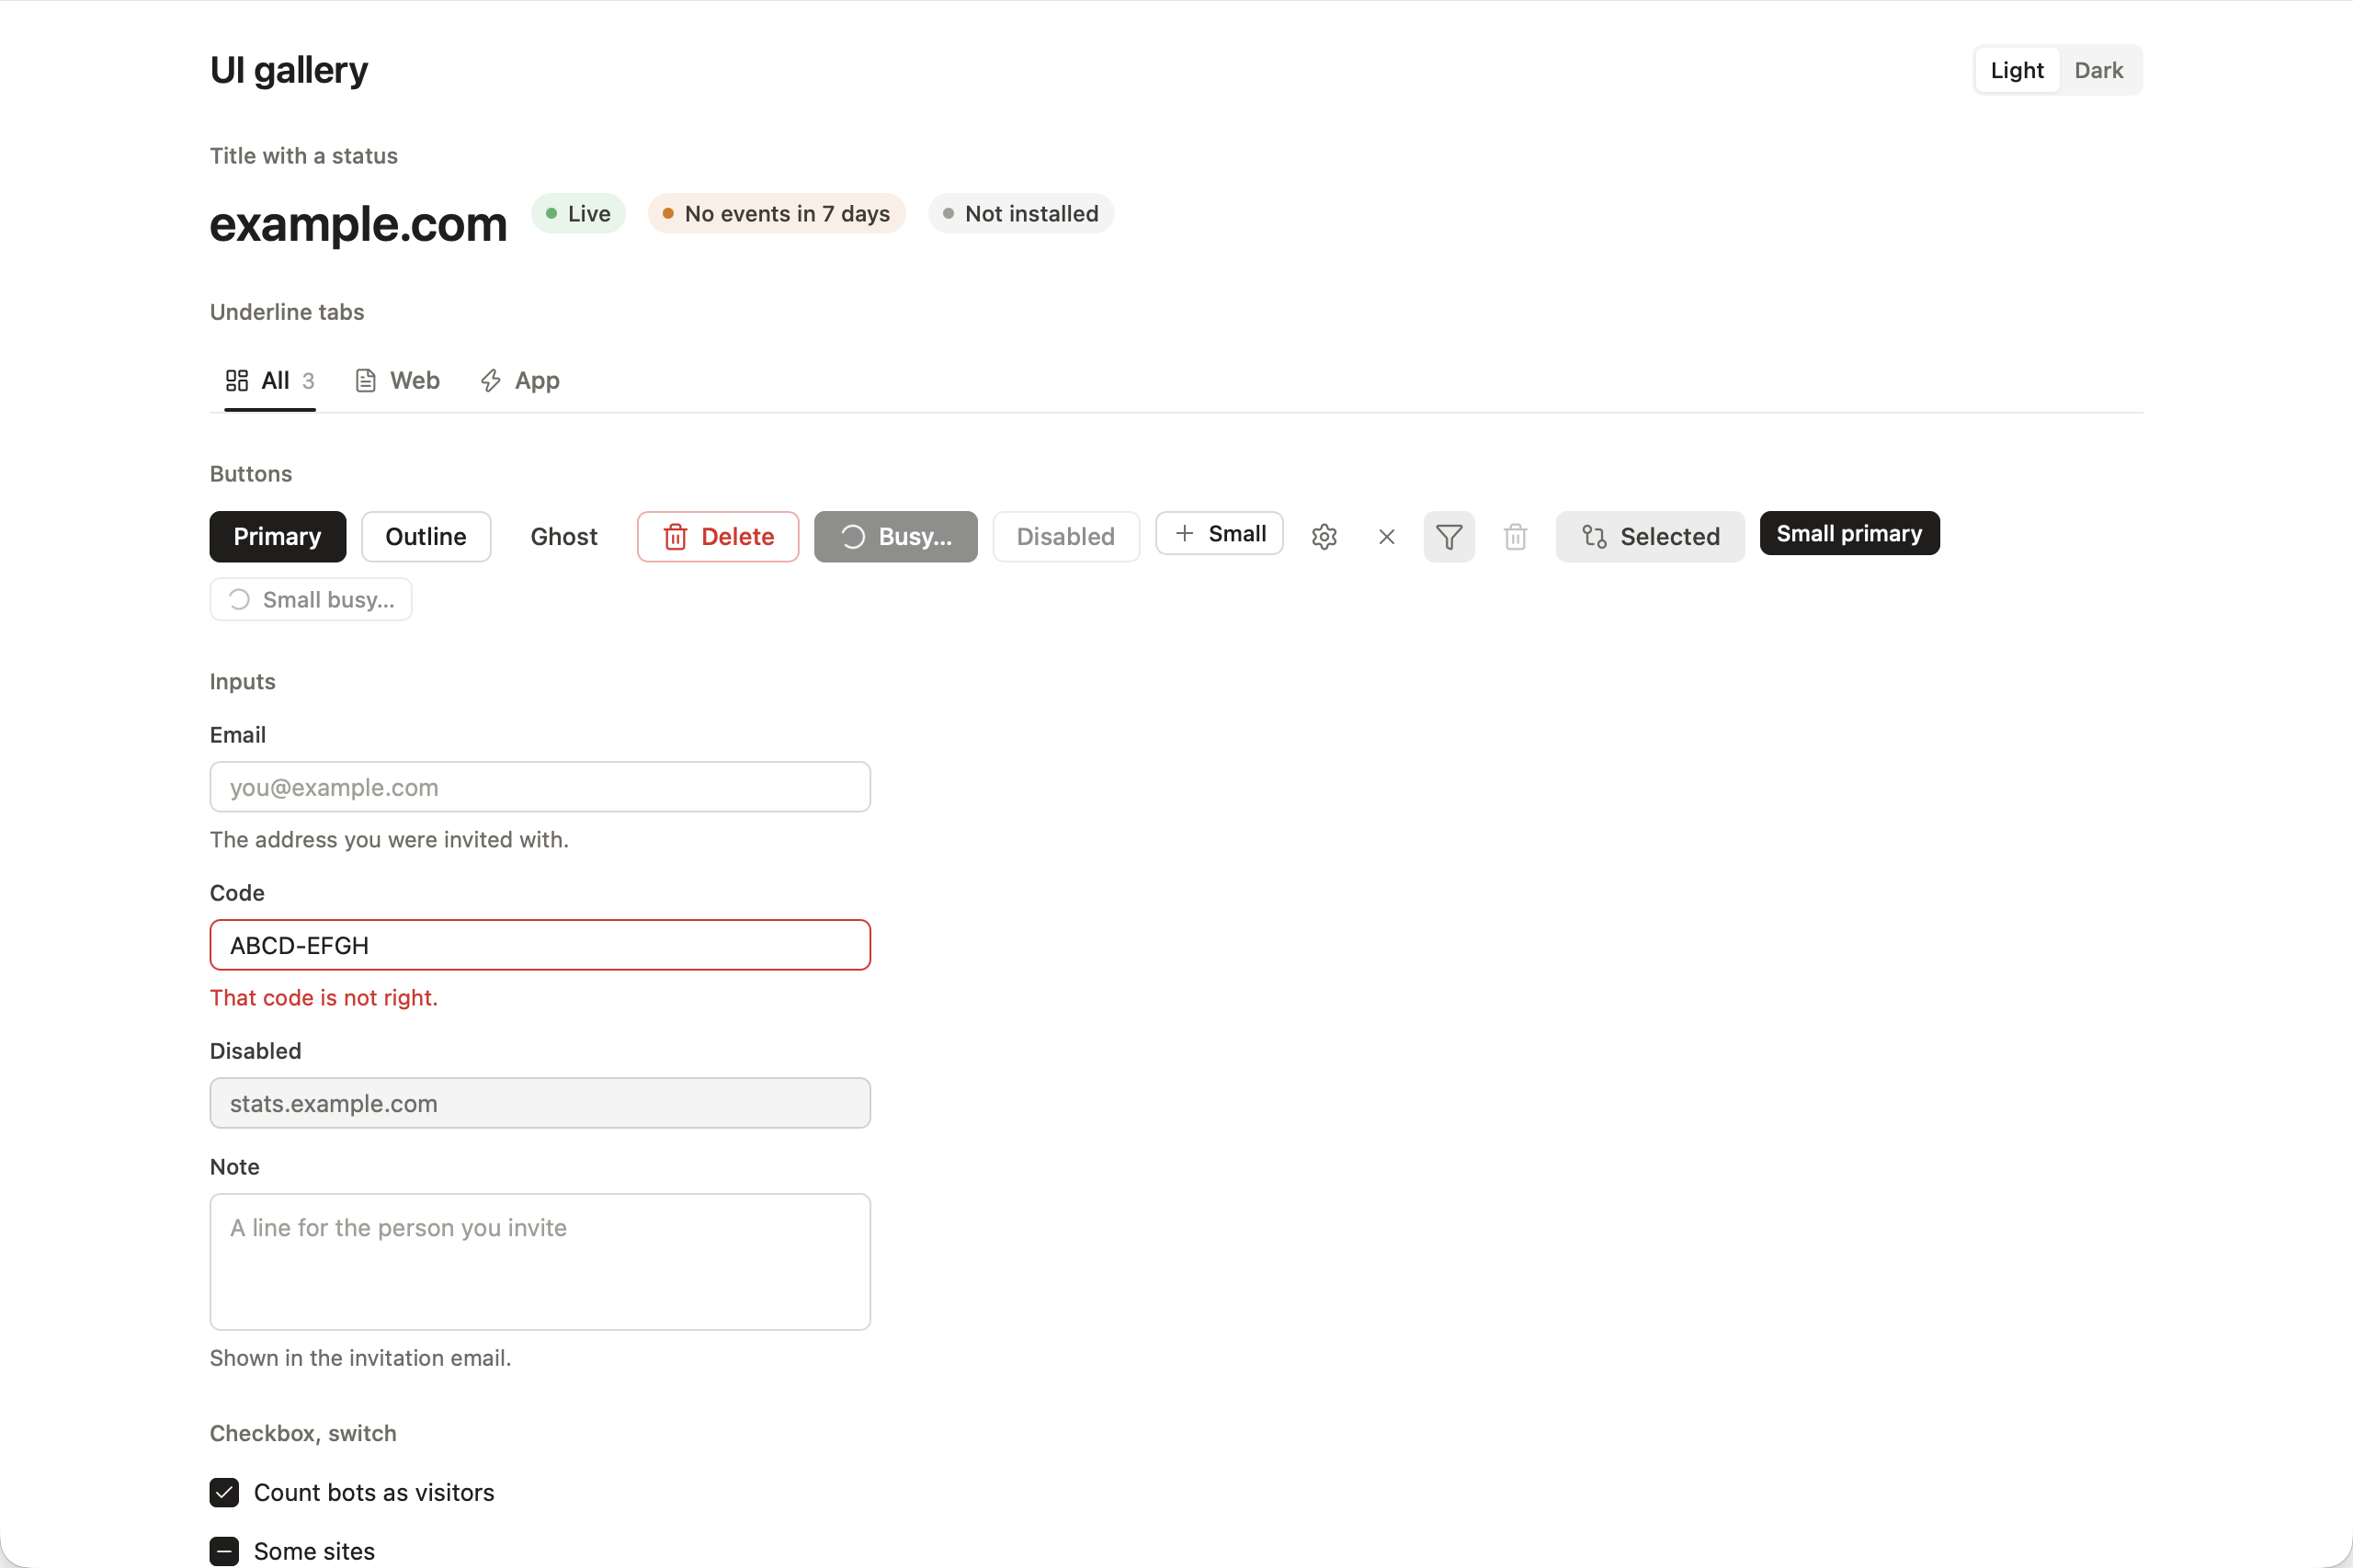 UI gallery
Light Dark
Title with a status
example.com Live No events in 7 days Not installed
Underline tabs
All 3 Web App
Buttons
Primary Outline Ghost Delete Busy... Disabled Small Selected Small primary
Small busy...
Inputs
Email
you@example.com
The address you were invited with.
Code
ABCD-EFGH
That code is not right.
Disabled
stats.example.com
Note
A line for the person you invite
Shown in the invitation email.
Checkbox, switch
Count bots as visitors
Some sites